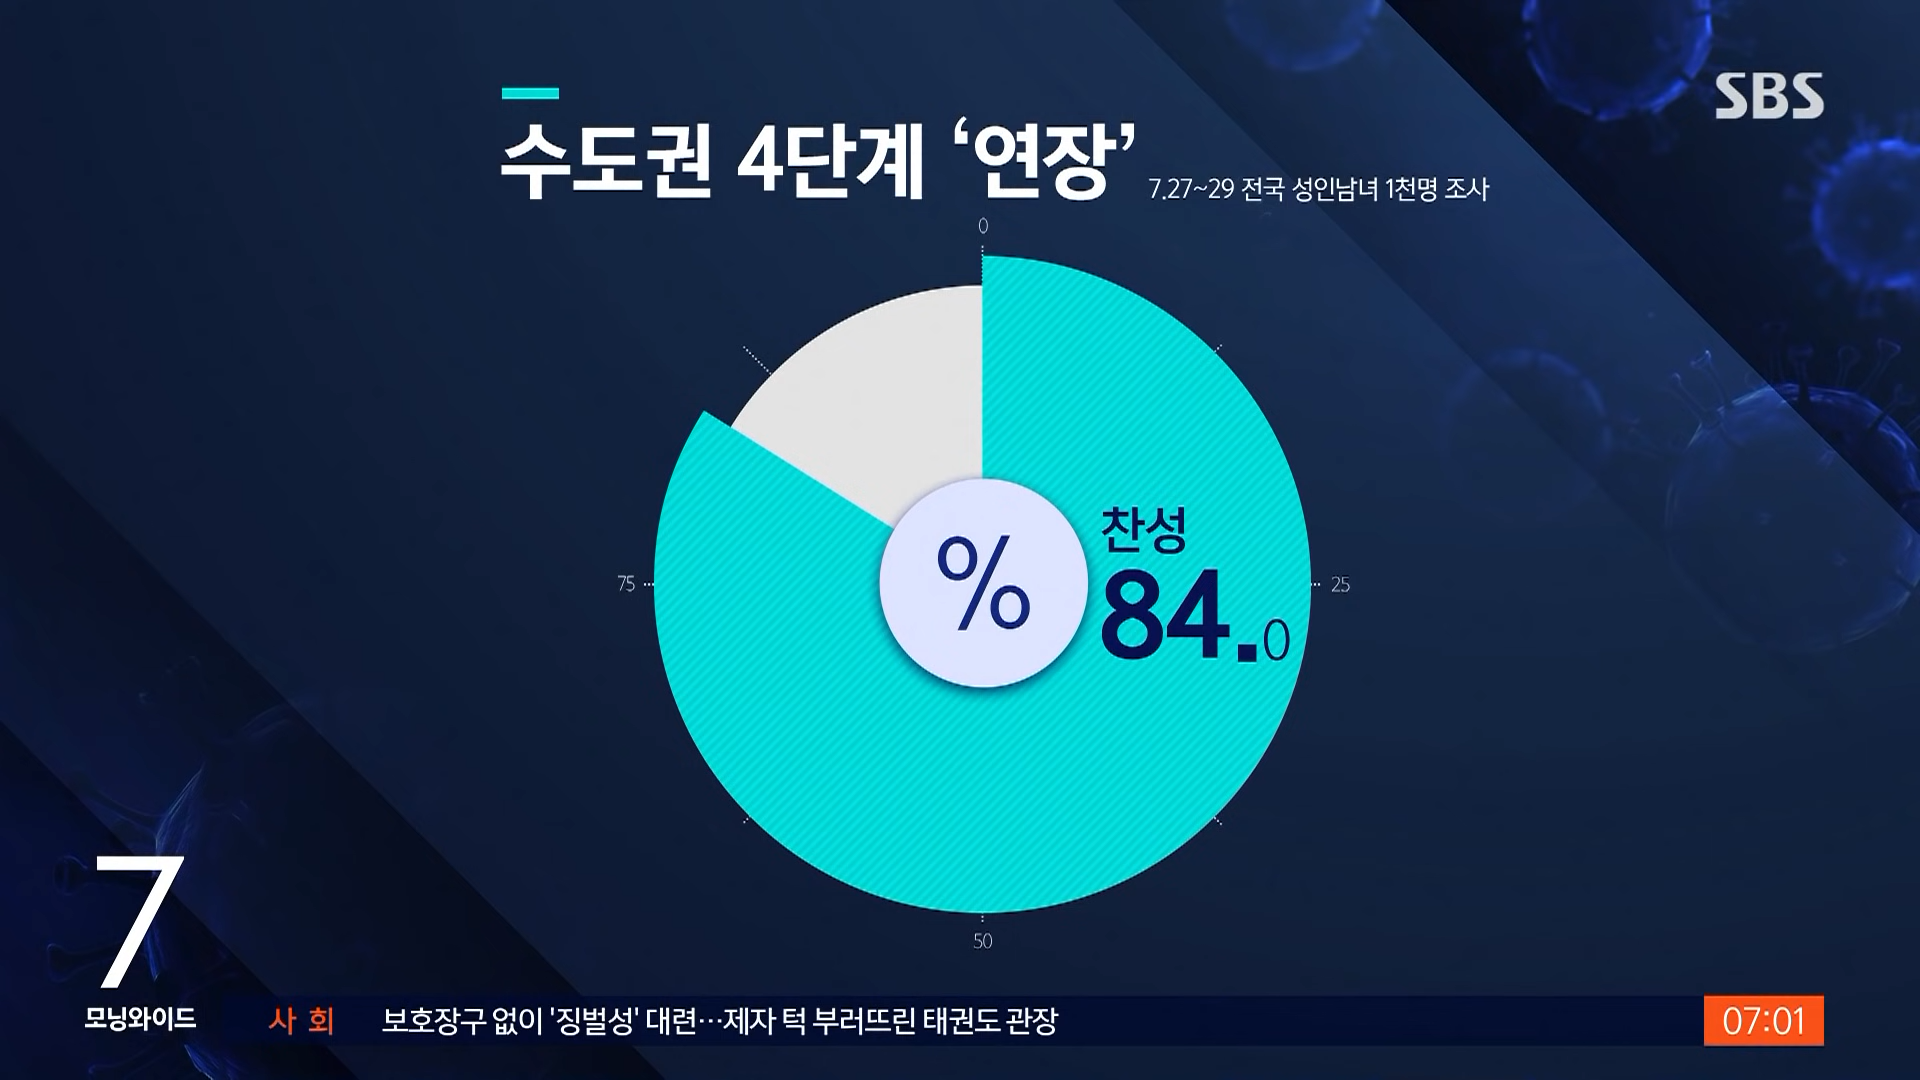 SBS
수도권 4단계 ‘연장’ 7.27~29 전국 성인남녀 1천명 조사
0
찬성
%
84.0
75
25
50
7
모닝와이드
사회 보호장구 없이 '징벌성' 대련…제자 턱 부러뜨린 태권도 관장 07:01